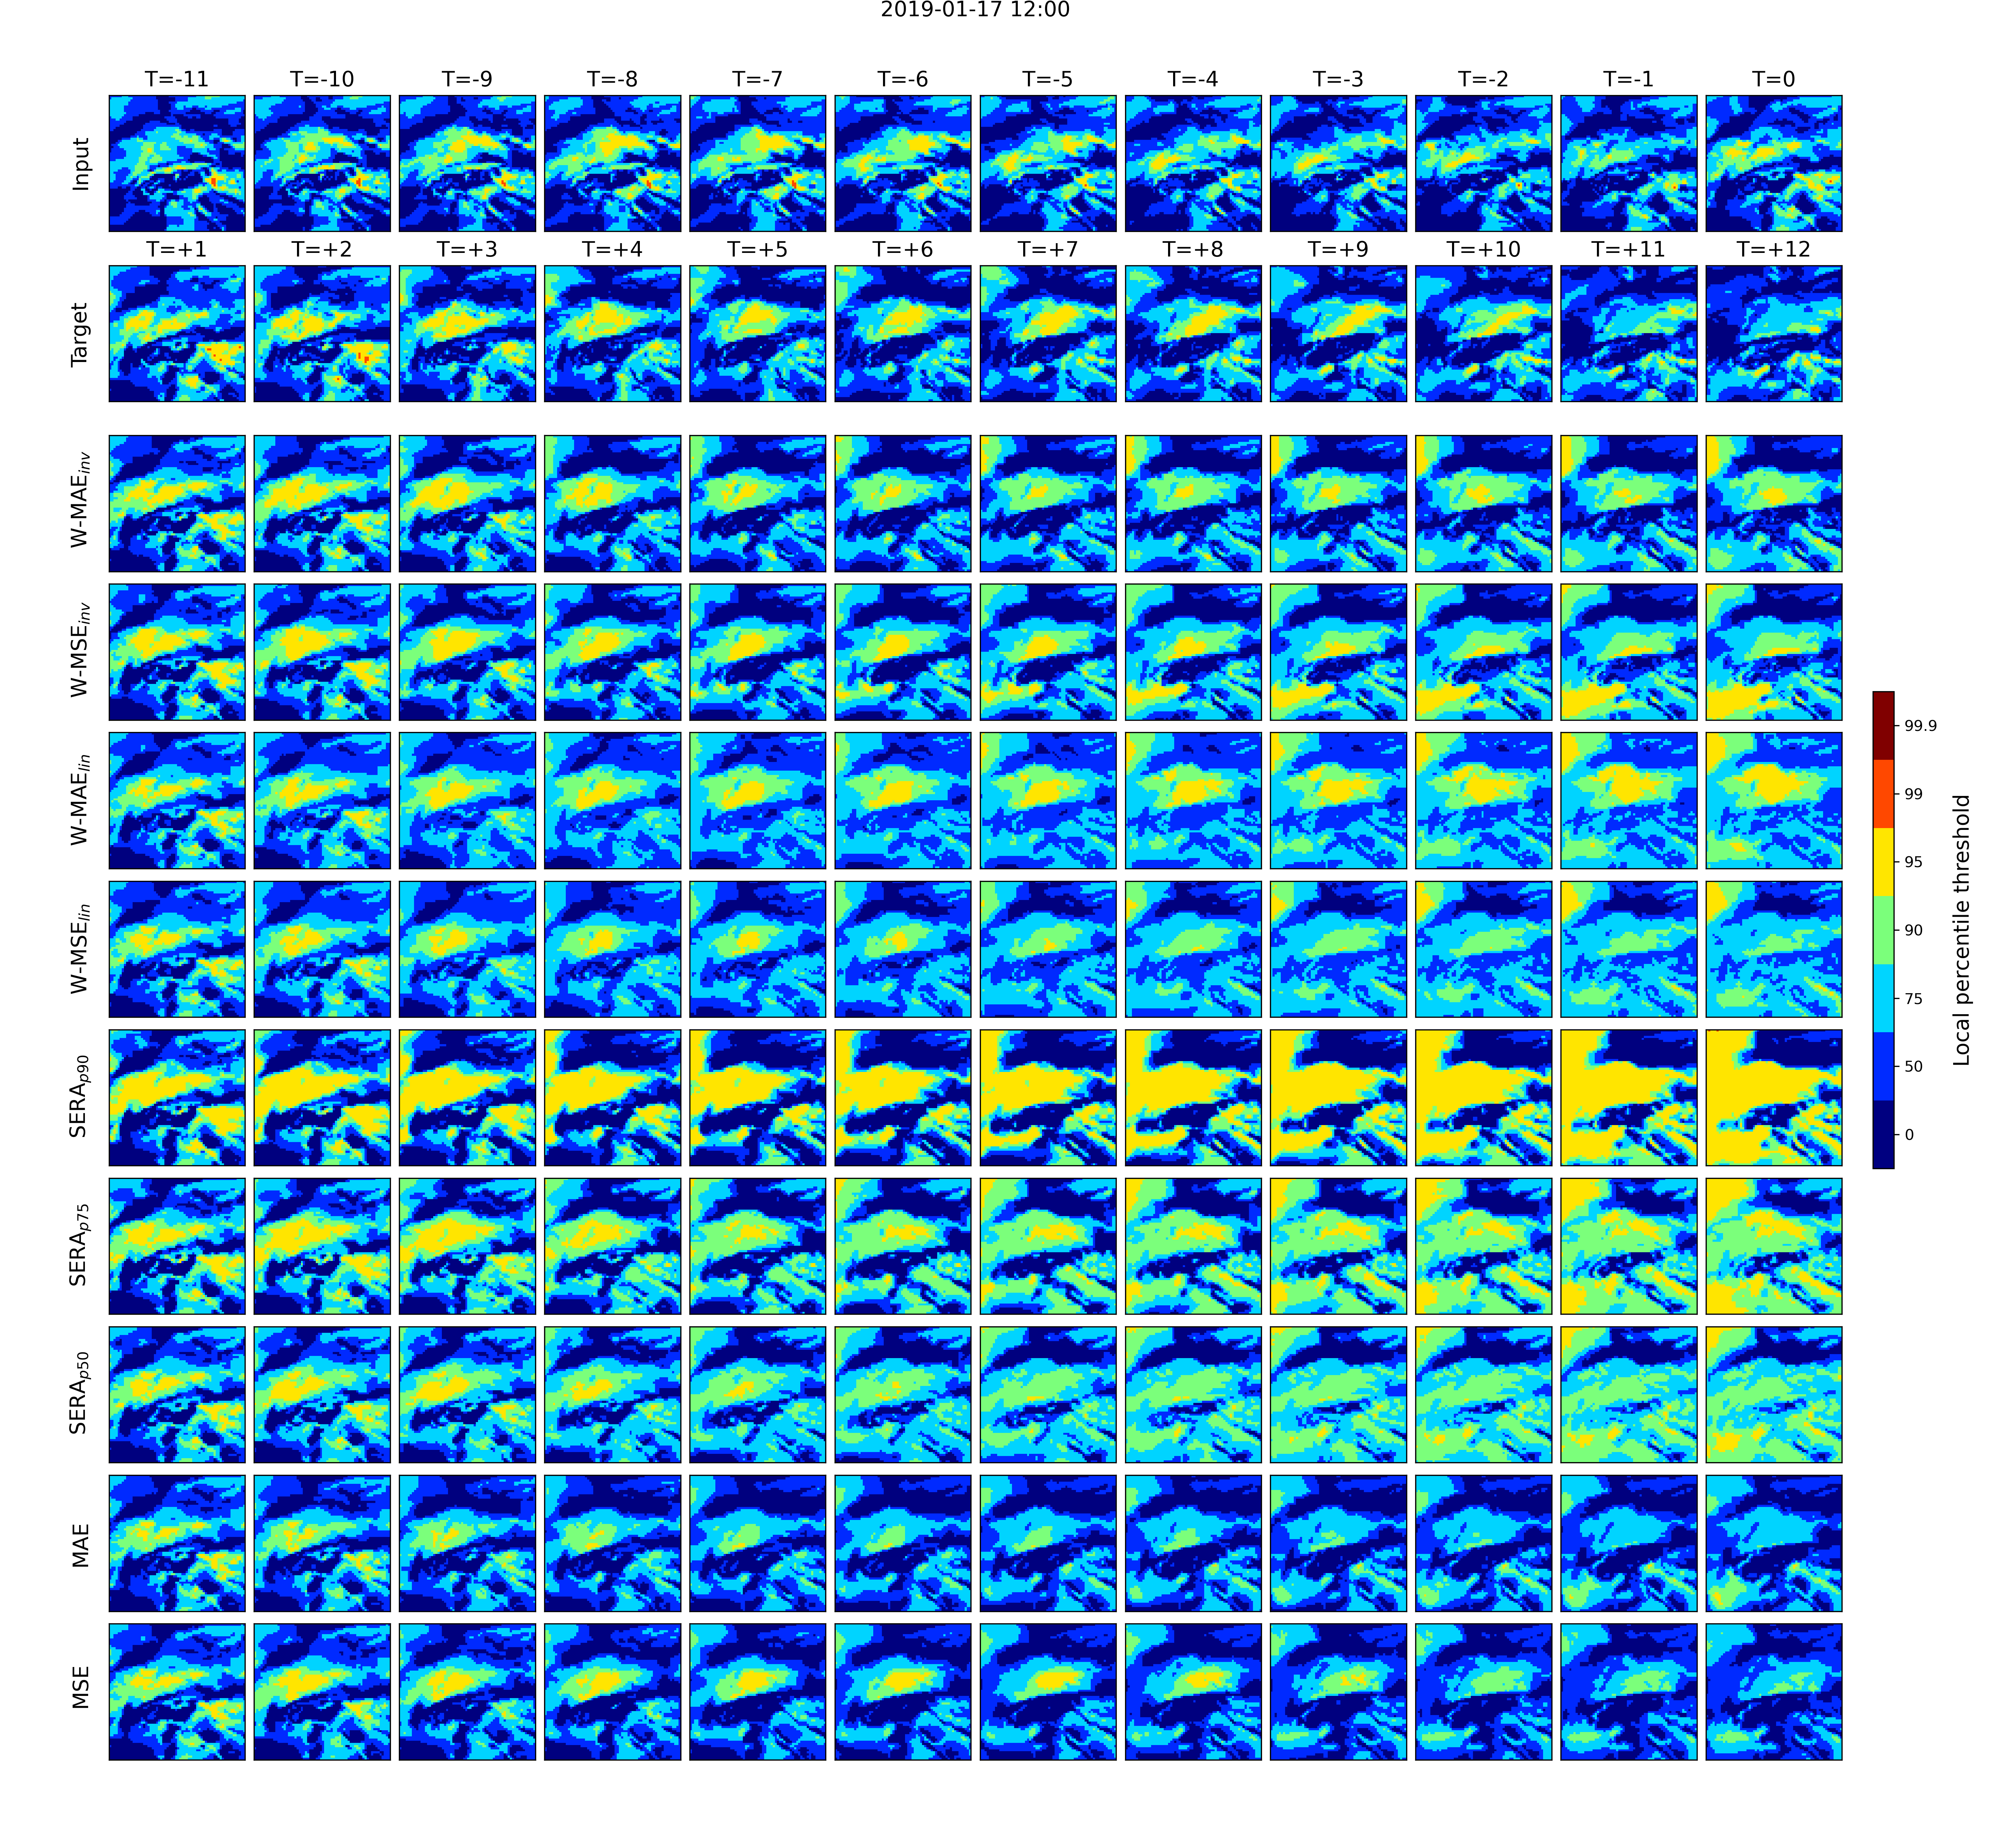 2019-01-17 12:00
T=-11 T=-10 T=-9 T=-8 T=-7 T=-6 T=-5 T=-4 T=-3 T=-2 T=-1 T=0
Input
T=+1 T=+2 T=+3 T=+4 T=+5 T=+6 T=+7 T=+8 T=+9 T=+10 T=+11 T=+12
Target
W-MAEinv
W-MSEinv
W-MAElin
W-MSElin
SERAp90
SERAp75
SERAp50
MAE
MSE
99.9
99
95
90
75
50
0
Local percentile threshold